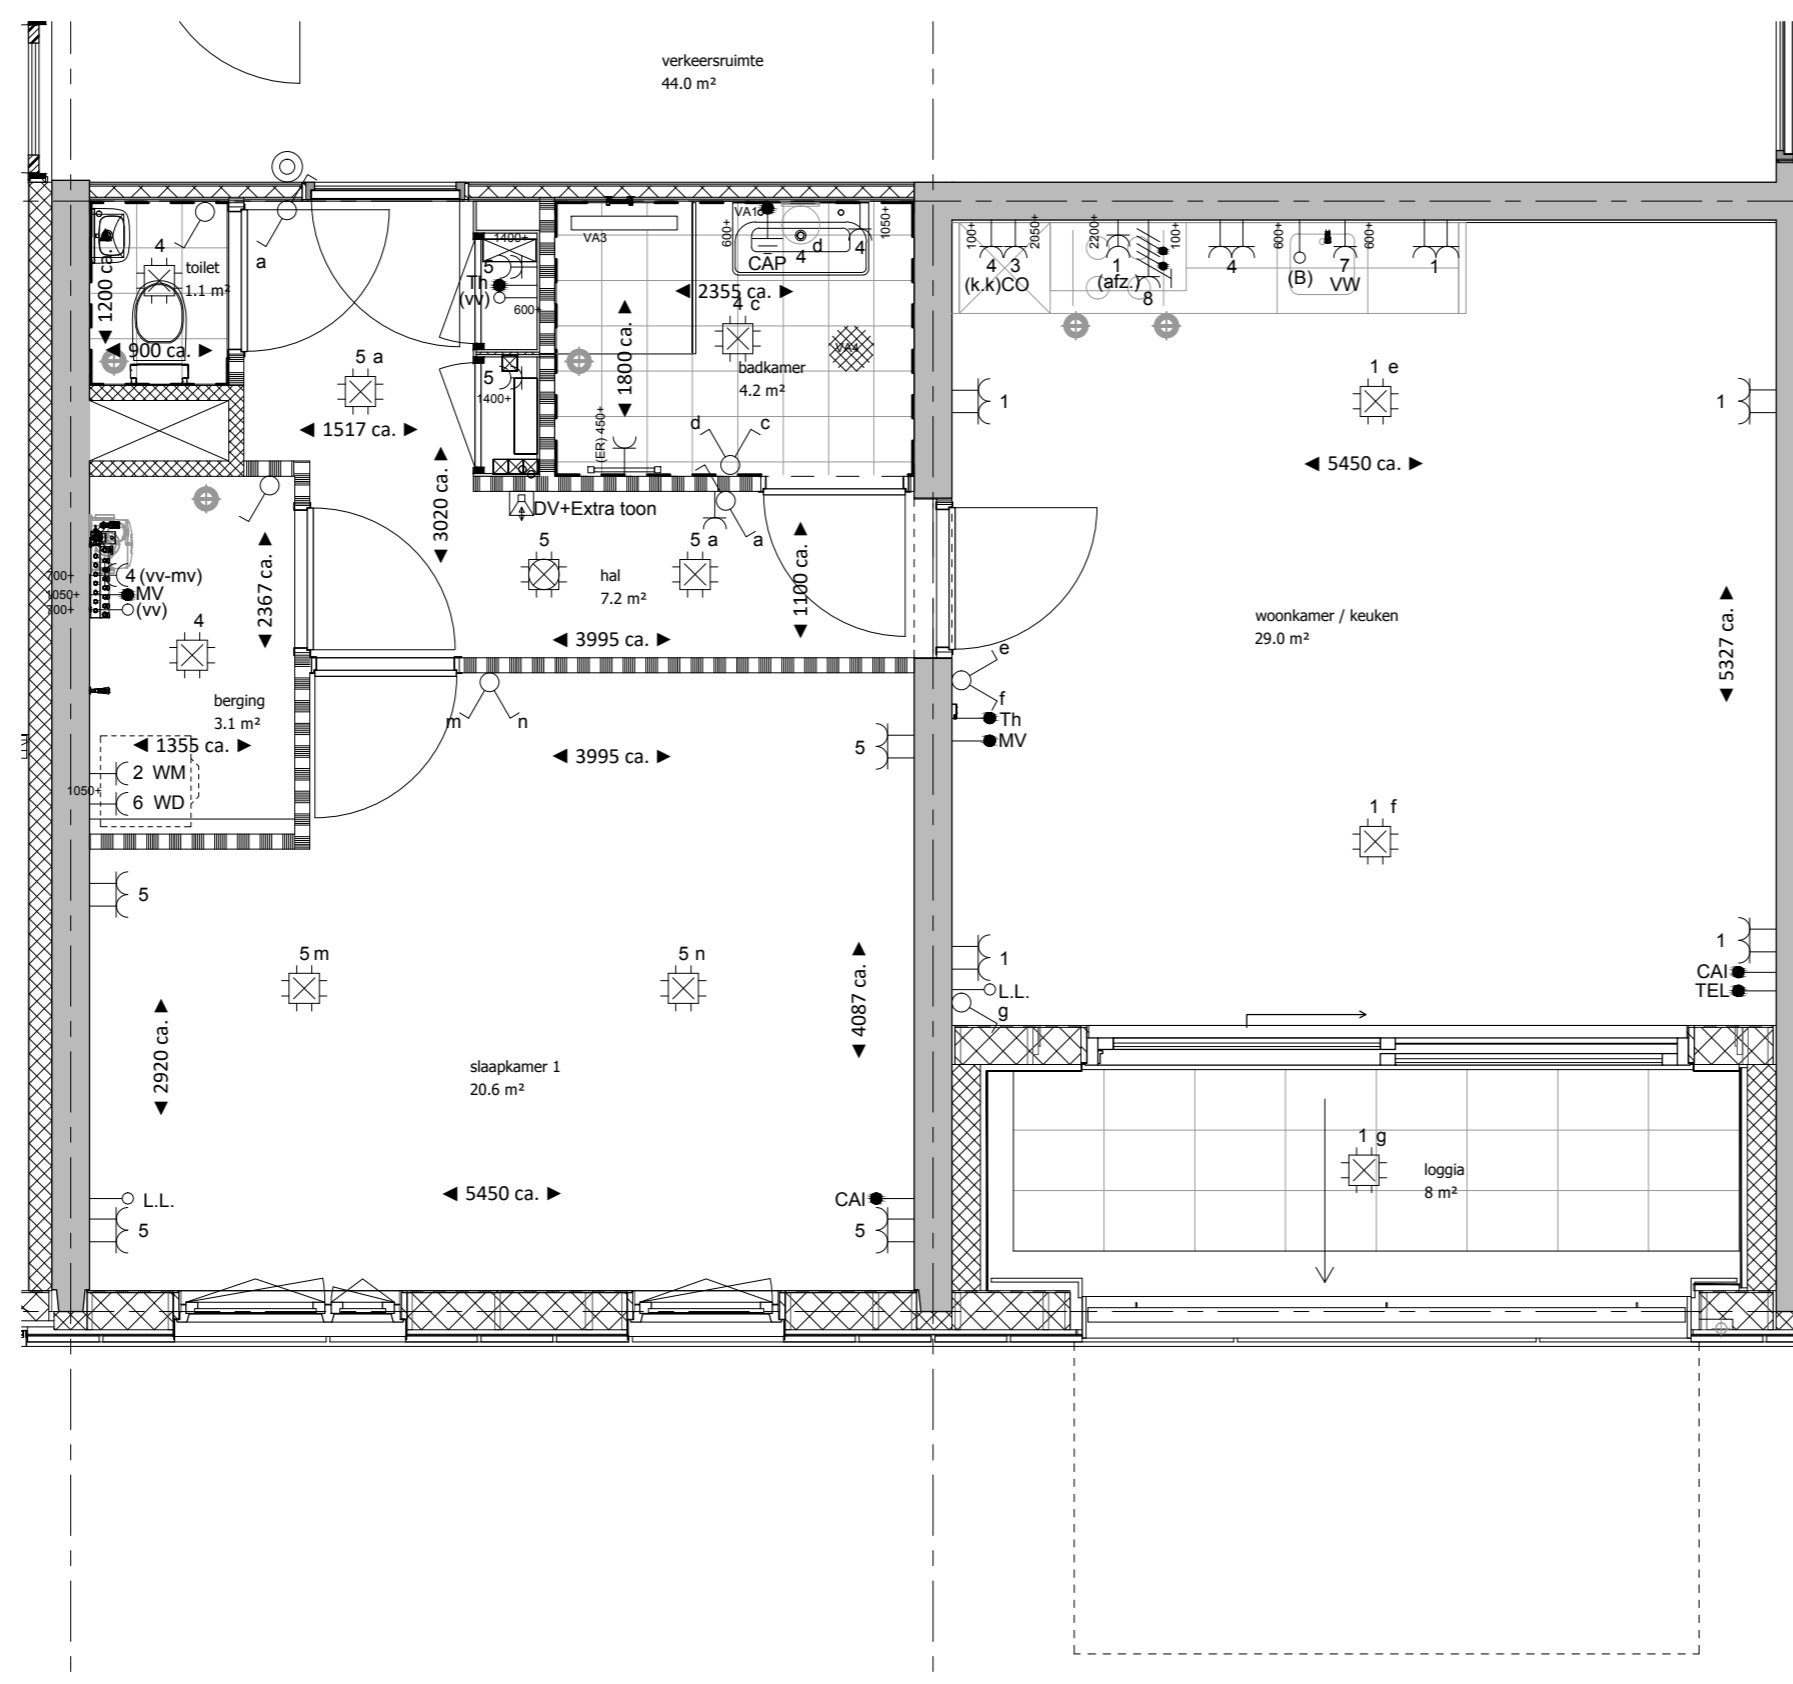 verkeersruimte
44.0 m²
a
4
toilet
1.1 m²
1200 ca.
◄ 900 ca. ►
5 a
◄ 1517 ca. ►
1400+
5
Th
(vv)
600+
5
1400+
VA3
VA1
600+
CAP
4
d
4
1050+
◄ 2355 ca. ►
4 c
◄ 1800 ca. ►
badkamer
4.2 m²
VA4
(ER) 450+
d
c
◄ 3020 ca. ►
DV+Extra toon
a
5
5 a
hal
7.2 m²
◄ 1100 ca. ►
◄ 3995 ca. ►
◄ 2367 ca. ►
700+
4 (vv-mv)
1050+
MV
700+
(vv)
4
berging
3.1 m²
◄ 1355 ca. ►
2 WM
1050+
6 WD
m
n
◄ 3995 ca. ►
5
5
5 m
5 n
◄ 4087 ca. ►
◄ 2920 ca. ►
slaapkamer 1
20.6 m²
◄ 5450 ca. ►
L.L.
5
CAI
5
100+
2050+
2200+
100+
600+
600+
4
3
(k.k)CO
1
(afz.)
8
4
(B)
7
VW
1
1
1 e
1
◄ 5450 ca. ►
woonkamer / keuken
29.0 m²
◄ 5327 ca. ►
e
f
Th
MV
1 f
1
L.L.
g
1
CAI
TEL
1 g
loggia
8 m²